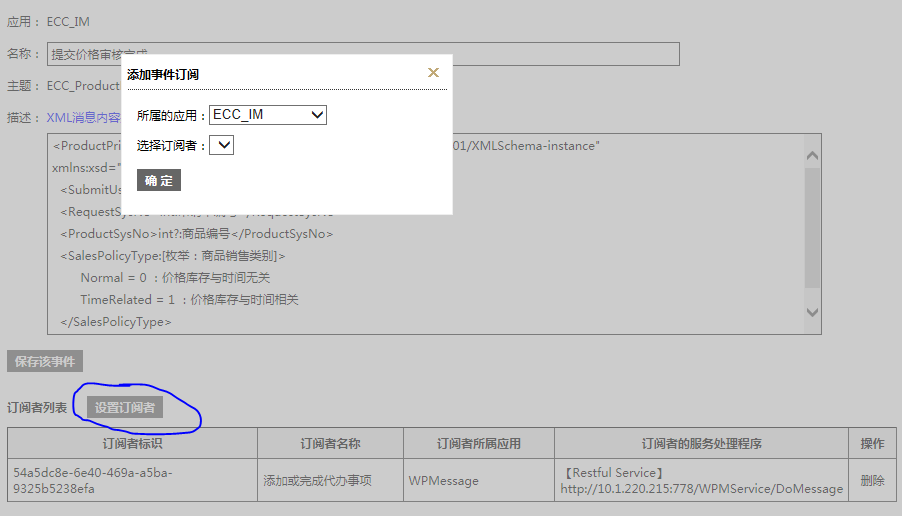 应用： ECC_IM
名称： 提交价格审核完成
添加事件订阅
主题： ECC_Product
所属的应用： ECC_IM
描述： XML消息内容
选择订阅者：
<ProductPri 01/XMLSchema-instance"
xmlns:xsd="
确 定
<SubmitUs
<RequestSysNo
<ProductSysNo>int?:商品编号</ProductSysNo>
<SalesPolicyType:[枚举：商品销售类别]>
Normal = 0 ：价格库存与时间无关
TimeRelated = 1 ：价格库存与时间相关
</SalesPolicyType>
保存该事件
订阅者列表 设置订阅者
订阅者标识 订阅者名称 订阅者所属应用 订阅者的服务处理程序 操作
54a5dc8e-6e40-469a-a5ba-
9325b5238efa
添加或完成代办事项 WPMessage
【Restful Service】
http://10.1.220.215:778/WPMService/DoMessage
删除